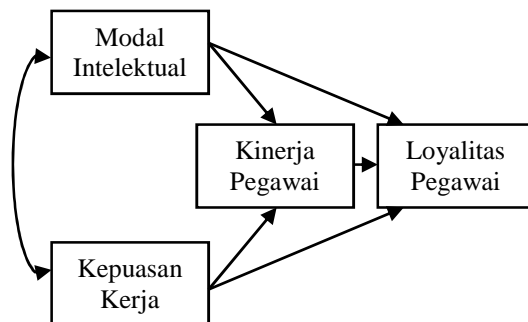 Modal
Intelektual
Kinerja
Pegawai
Loyalitas
Pegawai
Kepuasan
Kerja